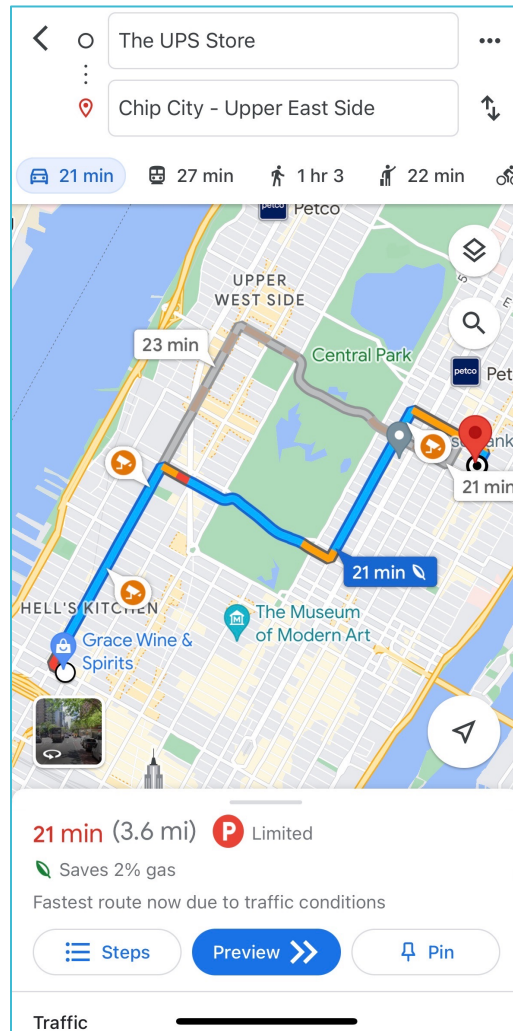 The UPS Store
Chip City - Upper East Side
21 min
27 min
1 hr 3
22 min
petco
Petco
UPPER
WEST SIDE
23 min
Central Park
petco
Pet
21 min
21 min
HELL'S KITCHEN
The Museum
of Modern Art
Grace Wine &
Spirits
21 min (3.6 mi) P Limited
Saves 2% gas
Fastest route now due to traffic conditions
Steps
Preview
Pin
Traffic